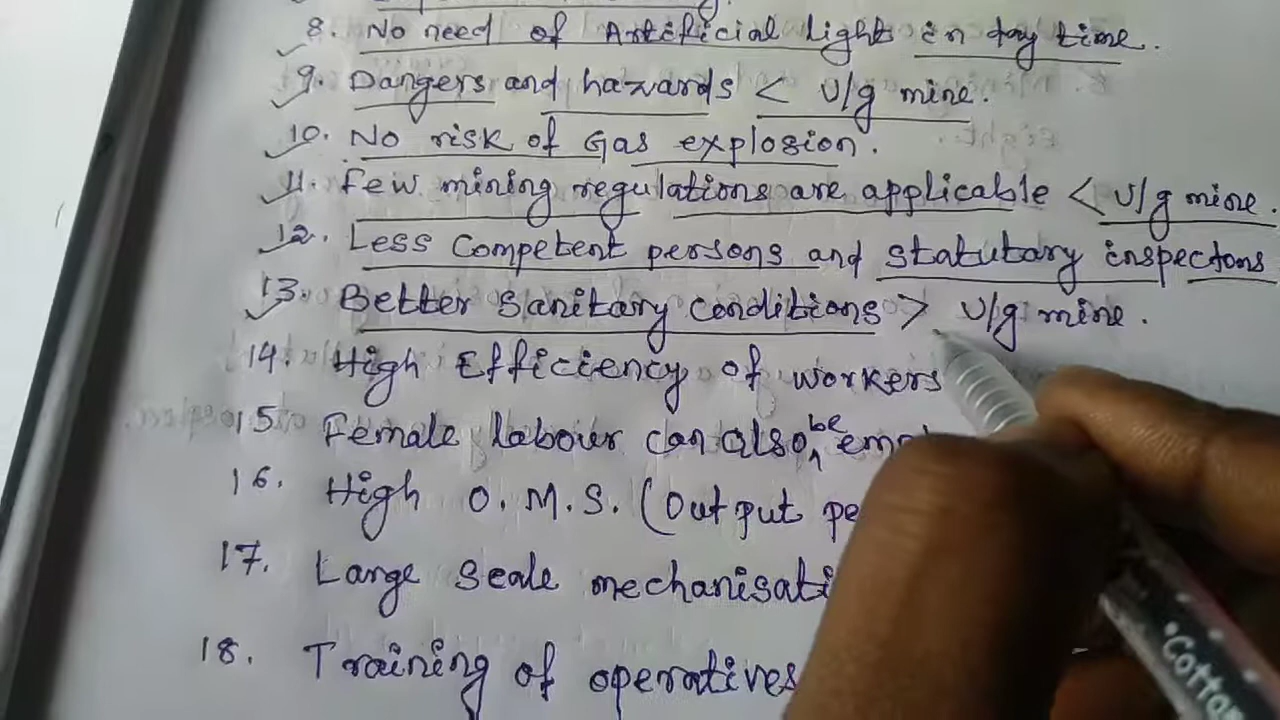 8. No need of Artificial light in day time.
9. Dangers and hazards < U/g mine.
10. No risk of Gas explosion.
11. Few mining regulations are applicable < U/g mine.
12. Less Competent persons and statutary inspectons
13. Better Sanitary conditions > U/g mine.
14. High Efficiency of workers
15. Female labour can also be
16. High O.M.S. (Output
17. Large Scale
18. Training of operatives
Cottar